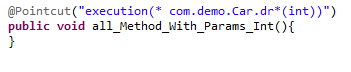 @Pointcut("execution(* com.demo.Car.dr*(int))")
public void all_Method_With_Params_Int(){
}